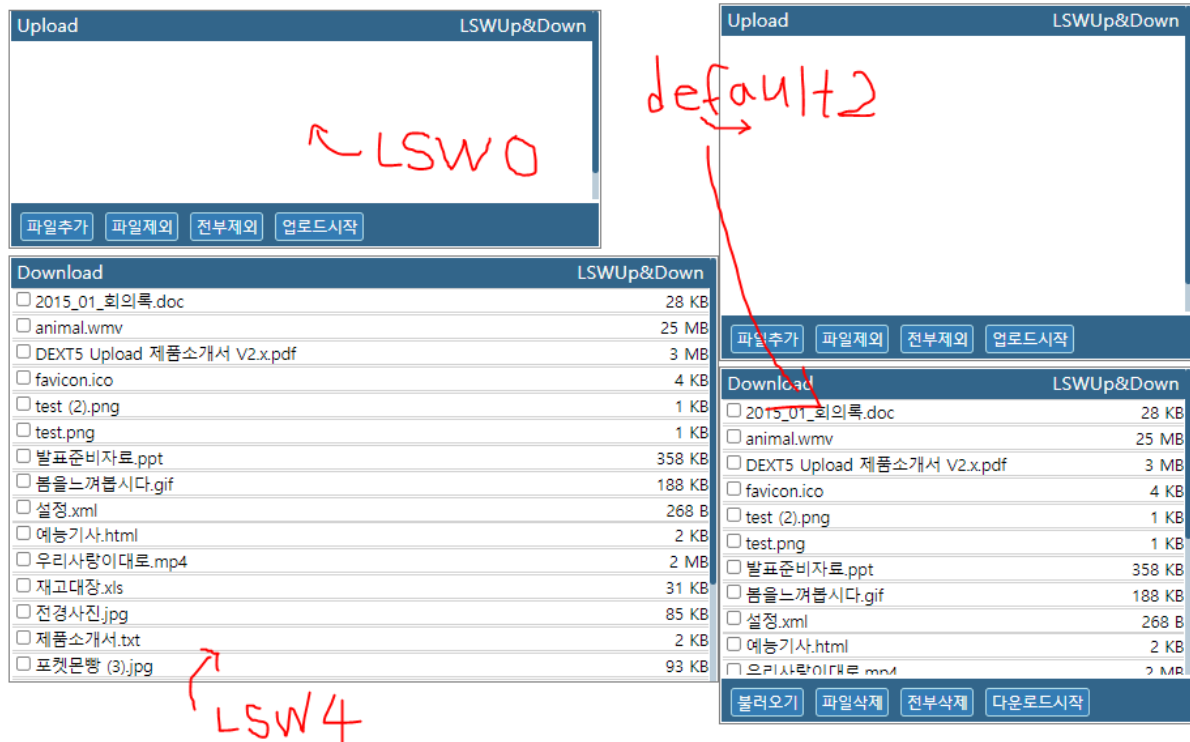 Upload LSWUp&Down
LSW0
파일추가 파일제외 전부제외 업로드시작
Download LSWUp&Down
2015_01_회의록.doc 28 KB
animal.wmv 25 MB
DEXT5 Upload 제품소개서 V2.x.pdf 3 MB
favicon.ico 4 KB
test (2).png 1 KB
test.png 1 KB
발표준비자료.ppt 358 KB
봄을느껴봅시다.gif 188 KB
설정.xml 268 B
예능기사.html 2 KB
우리사랑이대로.mp4 2 MB
재고대장.xls 31 KB
전경사진.jpg 85 KB
제품소개서.txt 2 KB
포켓몬빵 (3).jpg 93 KB
LSW4
Upload LSWUp&Down
default2
파일추가 파일제외 전부제외 업로드시작
Download LSWUp&Down
2015_01_회의록.doc 28 KB
animal.wmv 25 MB
DEXT5 Upload 제품소개서 V2.x.pdf 3 MB
favicon.ico 4 KB
test (2).png 1 KB
test.png 1 KB
발표준비자료.ppt 358 KB
봄을느껴봅시다.gif 188 KB
설정.xml 268 B
예능기사.html 2 KB
우리사랑이대로.mp4 2 MB
불러오기 파일삭제 전부삭제 다운로드시작